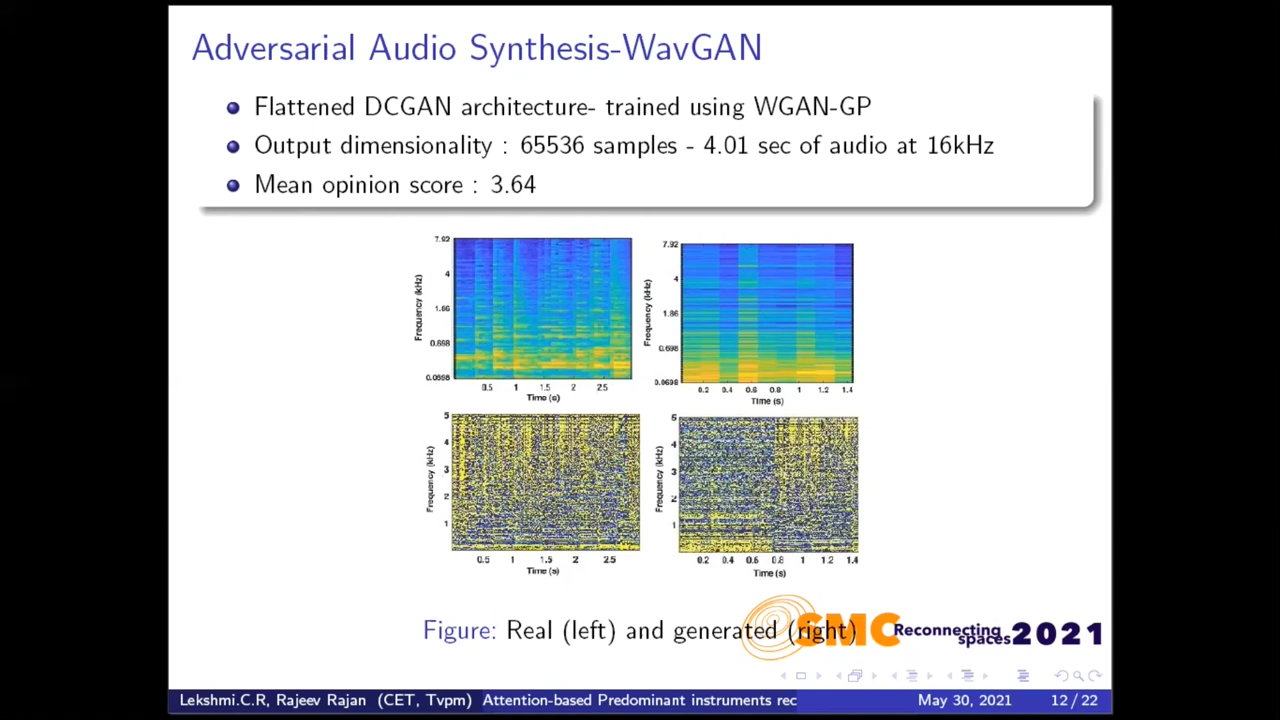 Adversarial Audio Synthesis-WavGAN
Flattened DCGAN architecture- trained using WGAN-GP
Output dimensionality : 65536 samples - 4.01 sec of audio at 16kHz
Mean opinion score : 3.64
7.92
4
1.86
0.698
0.0698
Frequency (kHz)
0.5 1 1.5 2 2.5
Time (s)
7.92
4
1.86
0.698
0.0698
Frequency (kHz)
0.2 0.4 0.6 0.8 1 1.2 1.4
Time (s)
5
4
3
2
1
Frequency (kHz)
0.5 1 1.5 2 2.5
Time (s)
5
4
3
2
1
Frequency (kHz)
0.2 0.4 0.6 0.8 1 1.2 1.4
Time (s)
Figure: Real (left) and generated (right)
SMC Reconnecting spaces 2021
Lekshmi.C.R, Rajeev Rajan (CET, Tvpm) Attention-based Predominant instruments rec May 30, 2021 12 / 22